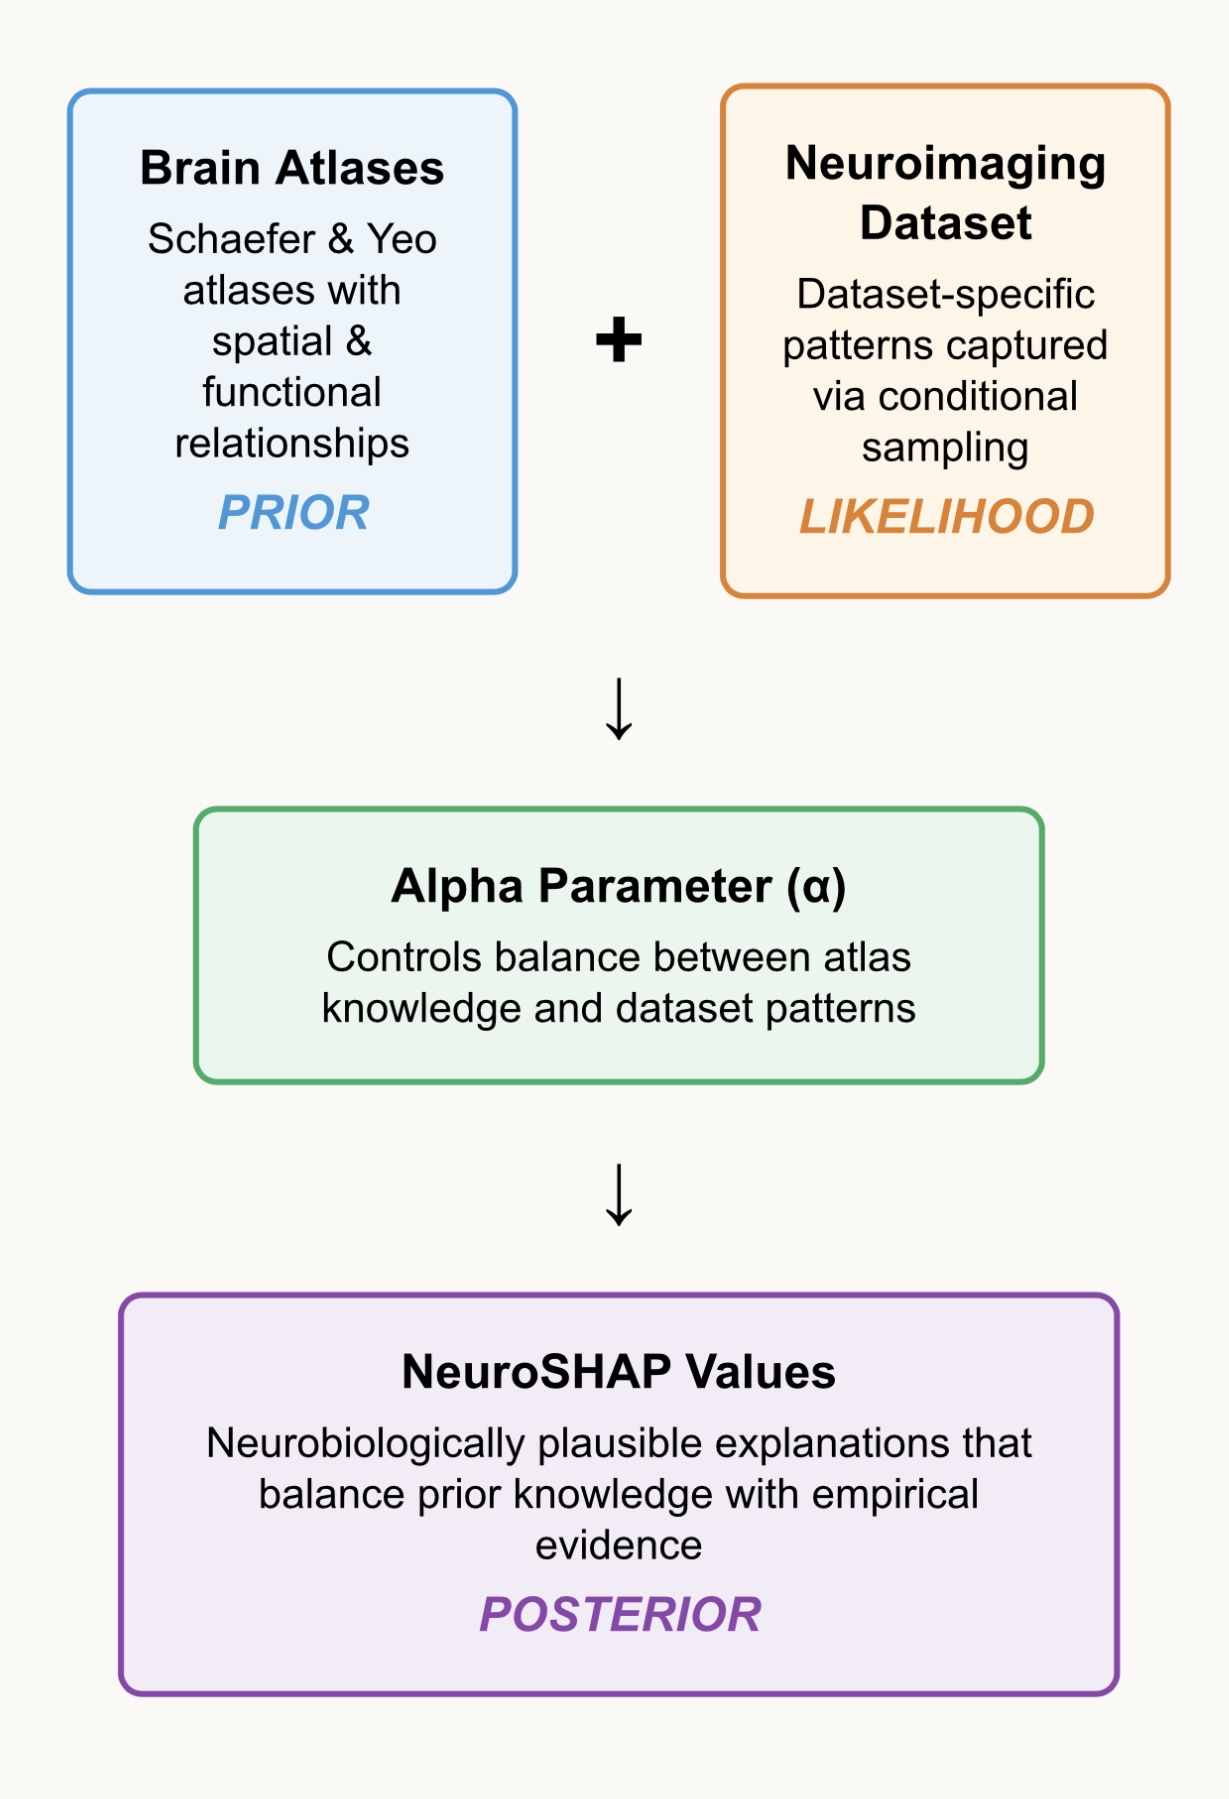 Brain Atlases
Schaefer & Yeo
atlases with
spatial &
functional
relationships
PRIOR
+
Neuroimaging
Dataset
Dataset-specific
patterns captured
via conditional
sampling
LIKELIHOOD
↓
Alpha Parameter (α)
Controls balance between atlas
knowledge and dataset patterns
↓
NeuroSHAP Values
Neurobiologically plausible explanations that
balance prior knowledge with empirical
evidence
POSTERIOR